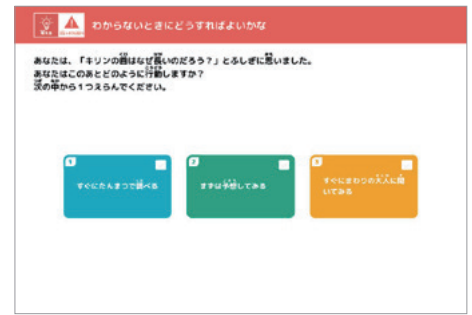 わからないときにどうすればよいかな
あなたは、「キリンの首はなぜ長いのだろう？」とふしぎに思いました。
あなたはこのあとどのように行動しますか？
次の中から1つえらんでください。
1
すぐにたんまつで調べる
2
まずは予想してみる
3
すぐにまわりの大人に聞
いてみる